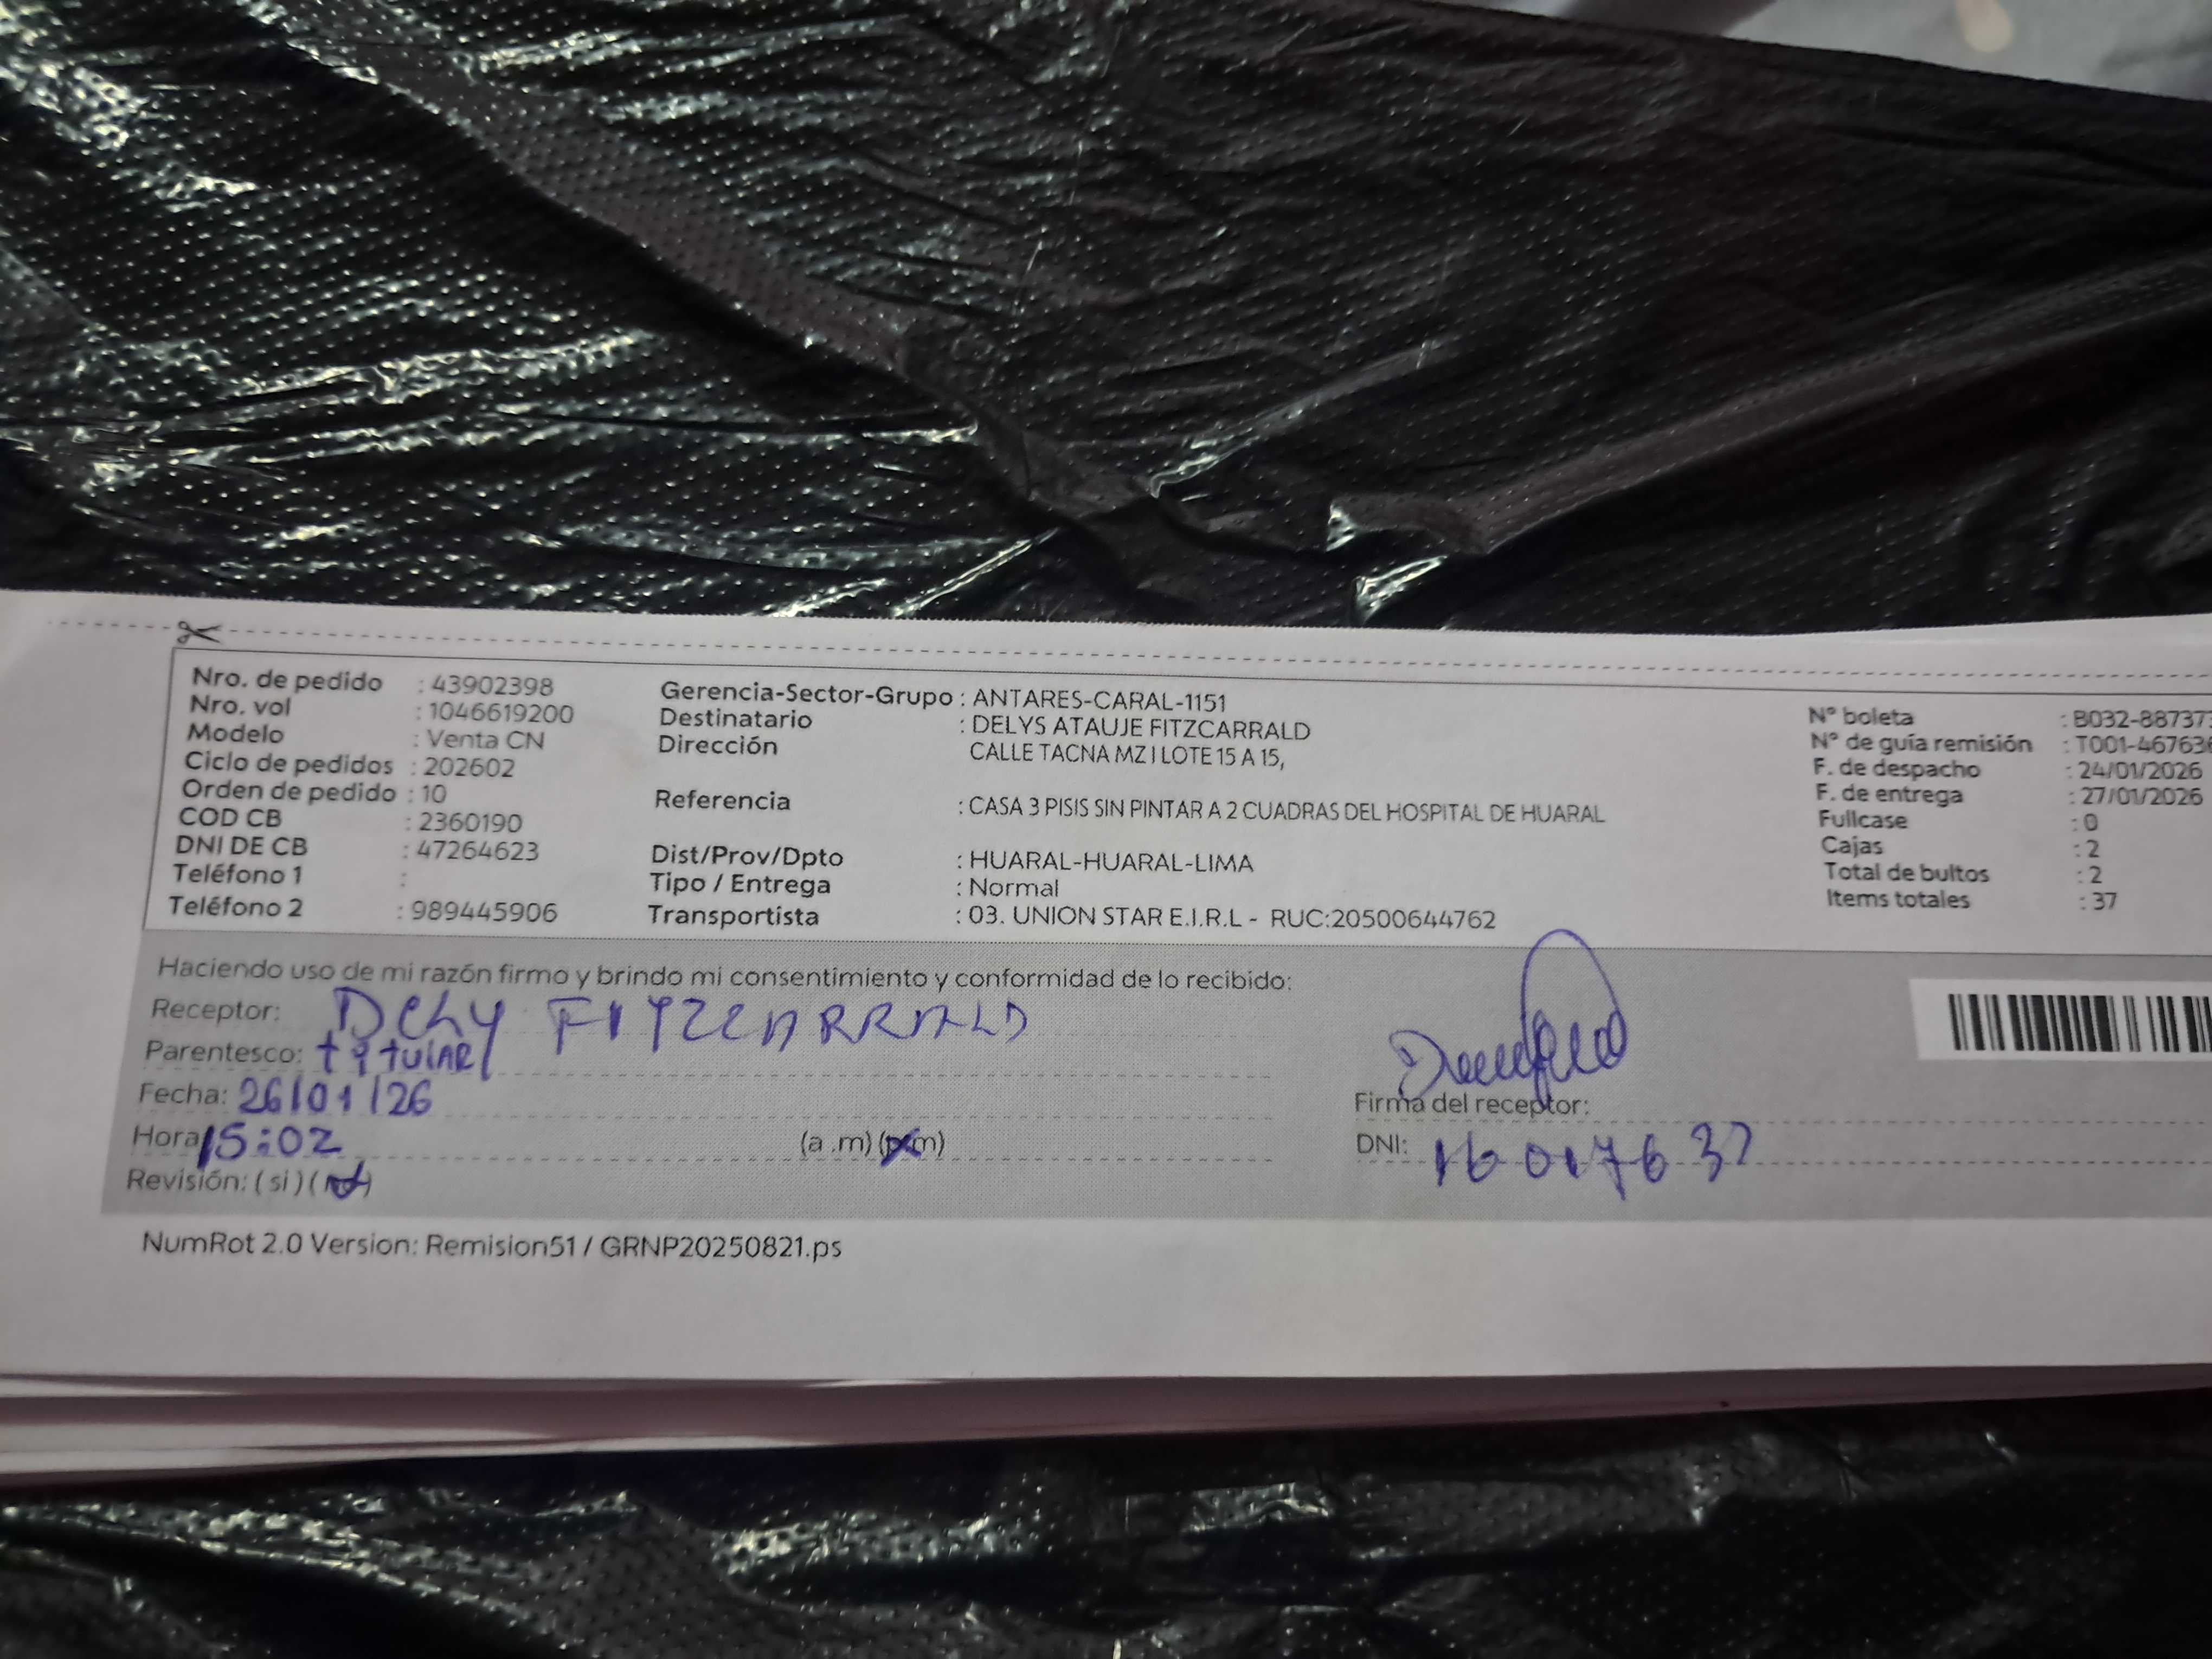 Nro. de pedido : 43902398
Nro. vol : 1046619200
Modelo : Venta CN
Ciclo de pedidos : 202602
Orden de pedido : 10
COD CB : 2360190
DNI DE CB : 47264623
Teléfono 1 :
Teléfono 2 : 989445906
Gerencia-Sector-Grupo : ANTARES-CARAL-1151
Destinatario : DELYS ATAUJE FITZCARRALD
Dirección CALLE TACNA MZ I LOTE 15 A 15,
Referencia : CASA 3 PISIS SIN PINTAR A 2 CUADRAS DEL HOSPITAL DE HUARAL
Dist/Prov/Dpto : HUARAL-HUARAL-LIMA
Tipo / Entrega : Normal
Transportista : 03. UNION STAR E.I.R.L - RUC:20500644762
N° boleta : B032-88737
N° de guía remisión : T001-46763
F. de despacho : 24/01/2026
F. de entrega : 27/01/2026
Fullcase : 0
Cajas : 2
Total de bultos : 2
Items totales : 37
Haciendo uso de mi razón firmo y brindo mi consentimiento y conformidad de lo recibido:
Receptor: DELY FITZCARRALD
Parentesco: titular
Fecha: 26/01/26
Hora 15:02 (a .m) (p.m)
Revisión: ( si ) ( no )
Firma del receptor:
DNI: 16017632
NumRot 2.0 Version: Remision51 / GRNP20250821.ps